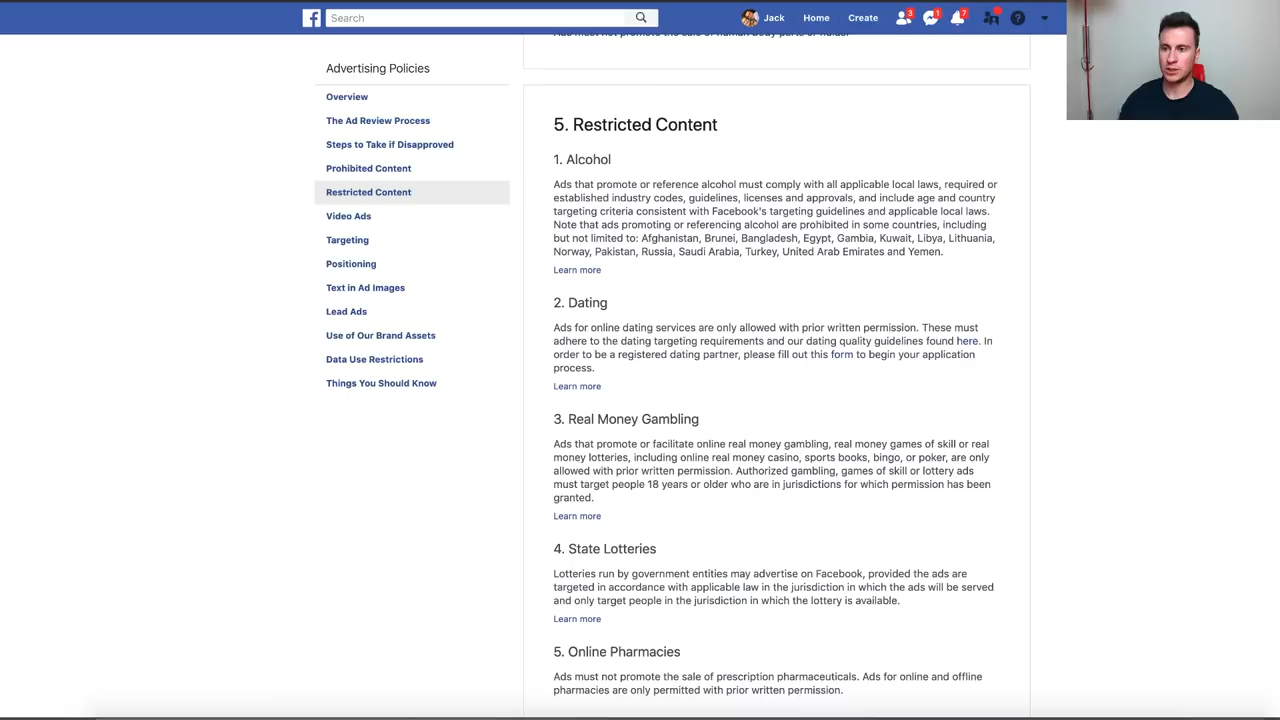 Search
Jack
Home
Create
3
1
7
Ads must not promote the sale of human body parts or fluids.
Advertising Policies
Overview
The Ad Review Process
Steps to Take if Disapproved
Prohibited Content
Restricted Content
Video Ads
Targeting
Positioning
Text in Ad Images
Lead Ads
Use of Our Brand Assets
Data Use Restrictions
Things You Should Know
5. Restricted Content
1. Alcohol
Ads that promote or reference alcohol must comply with all applicable local laws, required or
established industry codes, guidelines, licenses and approvals, and include age and country
targeting criteria consistent with Facebook's targeting guidelines and applicable local laws.
Note that ads promoting or referencing alcohol are prohibited in some countries, including
but not limited to: Afghanistan, Brunei, Bangladesh, Egypt, Gambia, Kuwait, Libya, Lithuania,
Norway, Pakistan, Russia, Saudi Arabia, Turkey, United Arab Emirates and Yemen.
Learn more
2. Dating
Ads for online dating services are only allowed with prior written permission. These must
adhere to the dating targeting requirements and our dating quality guidelines found here. In
order to be a registered dating partner, please fill out this form to begin your application
process.
Learn more
3. Real Money Gambling
Ads that promote or facilitate online real money gambling, real money games of skill or real
money lotteries, including online real money casino, sports books, bingo, or poker, are only
allowed with prior written permission. Authorized gambling, games of skill or lottery ads
must target people 18 years or older who are in jurisdictions for which permission has been
granted.
Learn more
4. State Lotteries
Lotteries run by government entities may advertise on Facebook, provided the ads are
targeted in accordance with applicable law in the jurisdiction in which the ads will be served
and only target people in the jurisdiction in which the lottery is available.
Learn more
5. Online Pharmacies
Ads must not promote the sale of prescription pharmaceuticals. Ads for online and offline
pharmacies are only permitted with prior written permission.